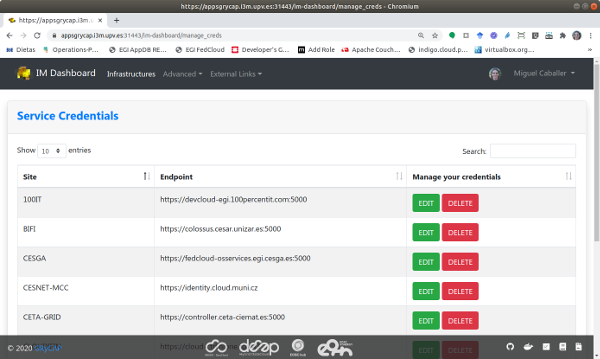 https://appsgrycap.i3m.upv.es:31443/im-dashboard/manage_creds - Chromium
https://appsgrycap.i3m.upv.es
appsgrycap.i3m.upv.es:31443/im-dashboard/manage_creds
Dietas Operations-P... EGI AppDB RE... EGI FedCloud Developer's G... Add Role Apache Couch... indigo.cloud.p... virtualbox.org...
IM Dashboard Infrastructures Advanced External Links Miguel Caballer
Service Credentials
Show 10 entries Search:
Site Endpoint Manage your credentials
100IT https://devcloud-egi.100percentit.com:5000 EDIT DELETE
BIFI https://colossus.cesar.unizar.es:5000 EDIT DELETE
CESGA https://fedcloud-osservices.egi.cesga.es:5000 EDIT DELETE
CESNET-MCC https://identity.cloud.muni.cz EDIT DELETE
CETA-GRID https://controller.ceta-ciemat.es:5000 EDIT DELETE
© 2020 GRyCAP EDIT DELETE